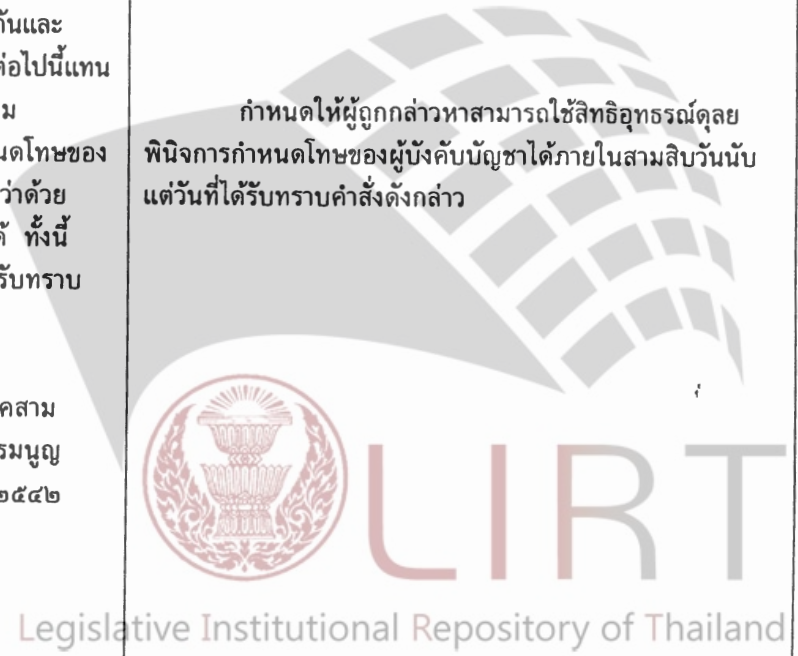 กันและ
ต่อไปนี้แทน
ม
นดโทษของ
ว่าด้วย
ด้ ทั้งนี้
รับทราบ
คสาม
รมนูญ
๒๕๔๒
กำหนดให้ผู้ถูกกล่าวหาสามารถใช้สิทธิอุทธรณ์ดุลย
พินิจการกำหนดโทษของผู้บังคับบัญชาได้ภายในสามสิบวันนับ
แต่วันที่ได้รับทราบคำสั่งดังกล่าว
LIRT
Legislative Institutional Repository of Thailand